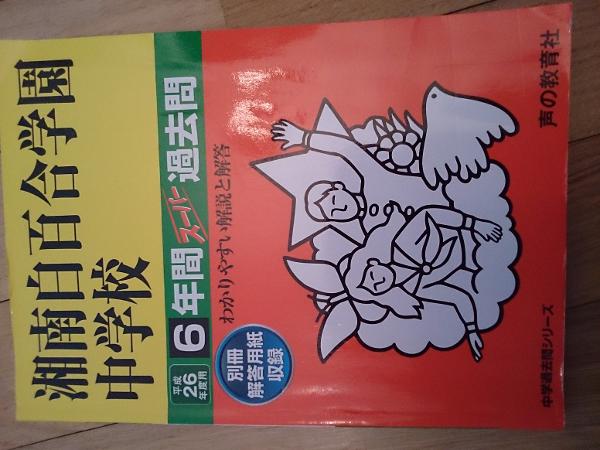 湘南白百合学園
中学校
平成
26
年度用
6年間スーパー過去問
わかりやすい解説と解答
別冊
解答用紙
収録
中学過去問シリーズ
声の教育社